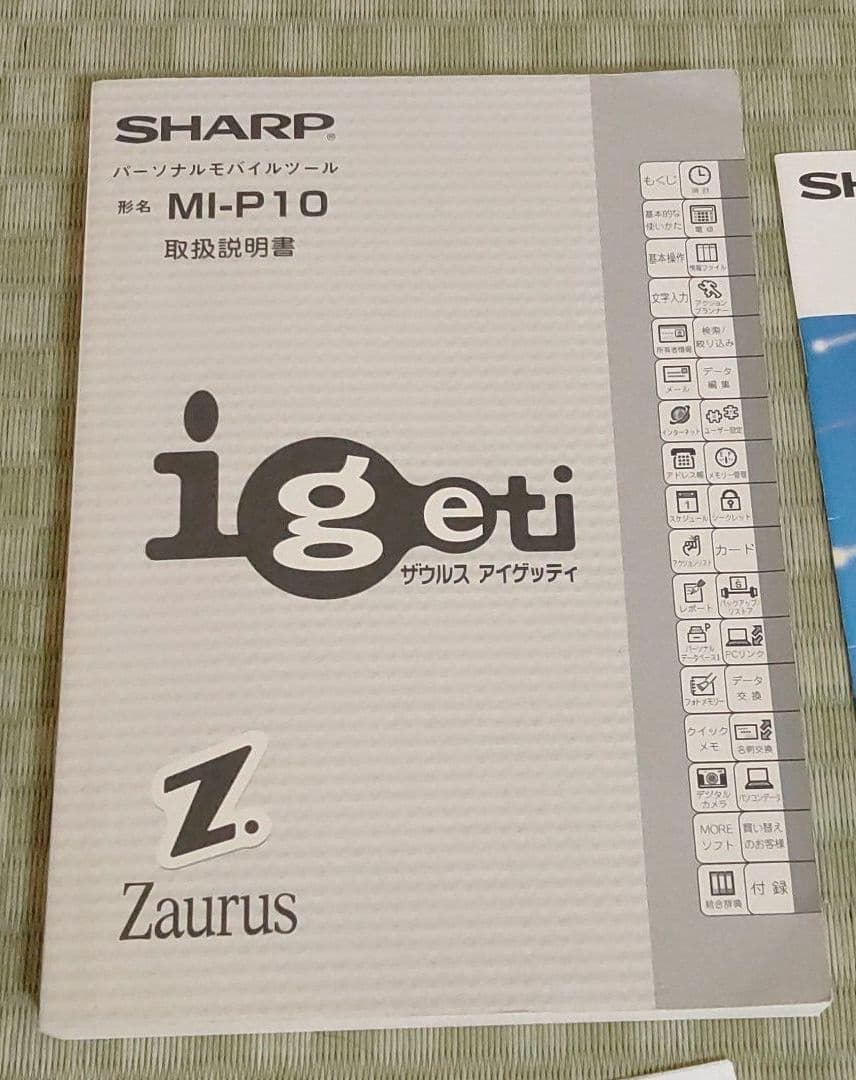 SHARP®
パーソナルモバイルツール
形名 MI-P10
取扱説明書
igeti
ザウルス アイゲッティ
Z.
Zaurus
もくじ
時計
基本的な
使いかた
電卓
基本操作
情報ファイル
文字入力
アクション
プランナー
所有者情報
検索/
絞り込み
メール
データ
編集
インターネット
ユーザー設定
アドレス帳
メモリー管理
スケジュール
シークレット
アクションリスト
カード
レポート
バックアップ/
リストア
パーソナル
データベース1
PCリンク
フォトメモリー
データ
交換
クイック
メモ
名刺交換
デジタル
カメラ
パソコンデータ
MORE
ソフト
買い替え
のお客様
統合辞典
付録
SH